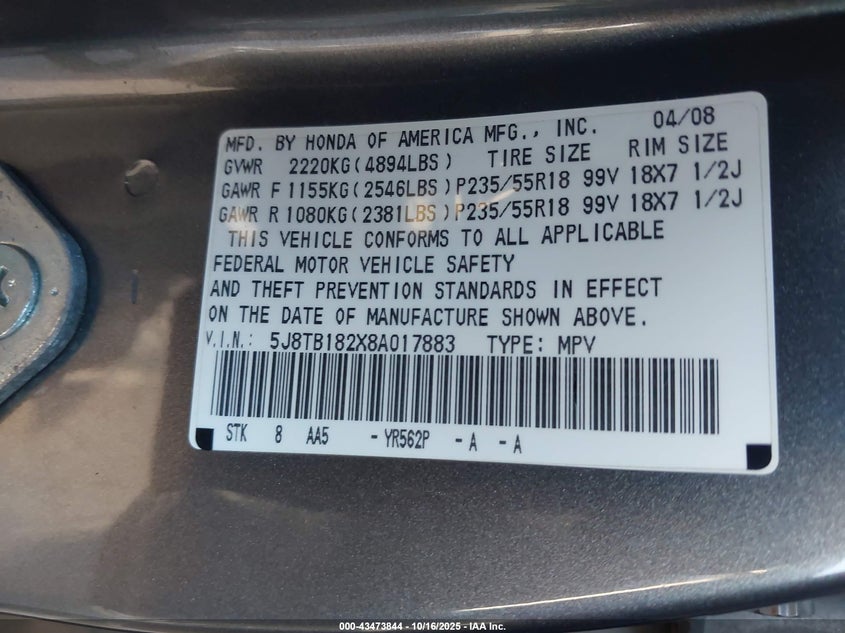 MFD. BY HONDA OF AMERICA MFG., INC. 04/08
GVWR 2220KG(4894LBS) TIRE SIZE RIM SIZE
GAWR F 1155KG(2546LBS)P235/55R18 99V 18X7 1/2J
GAWR R 1080KG(2381LBS)P235/55R18 99V 18X7 1/2J
THIS VEHICLE CONFORMS TO ALL APPLICABLE
FEDERAL MOTOR VEHICLE SAFETY
AND THEFT PREVENTION STANDARDS IN EFFECT
ON THE DATE OF MANUFACTURE SHOWN ABOVE.
V.I.N.: 5J8TB182X8A017883 TYPE: MPV
STK 8 AA5 -YR562P -A -A
000-43473844 / 10/16/2025 - IAA Inc.